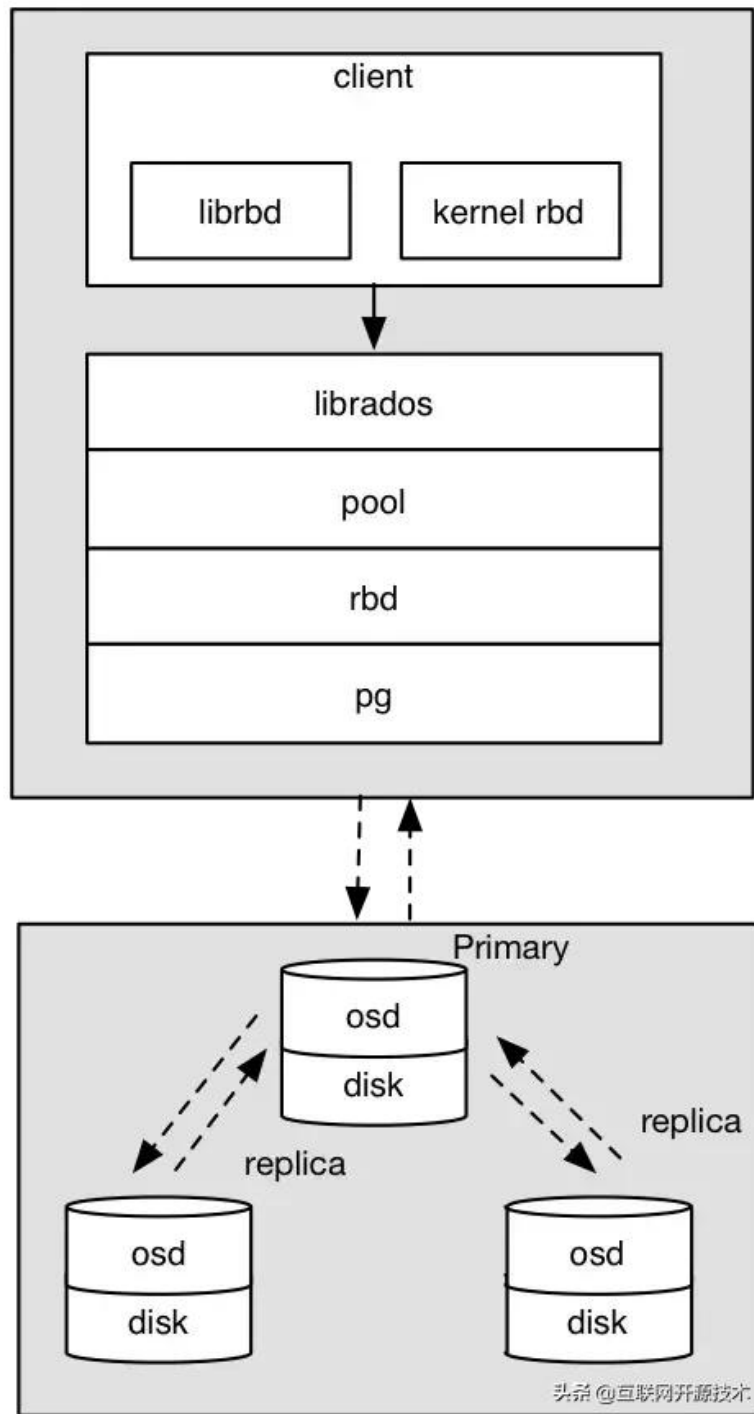 client
librbd
kernel rbd
librados
pool
rbd
pg
Primary
osd
disk
replica
replica
osd
disk
osd
disk
头条 @互联网开源技术